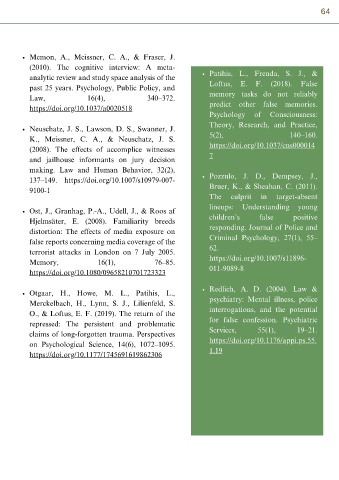 64
• Memon, A., Meissner, C. A., & Fraser, J.
(2010). The cognitive interview: A meta-
analytic review and study space analysis of the
past 25 years. Psychology, Public Policy, and
Law, 16(4), 340–372.
https://doi.org/10.1037/a0020518
• Neuschatz, J. S., Lawson, D. S., Swanner, J.
K., Meissner, C. A., & Neuschatz, J. S.
(2008). The effects of accomplice witnesses
and jailhouse informants on jury decision
making. Law and Human Behavior, 32(2),
137–149. https://doi.org/10.1007/s10979-007-
9100-1
• Ost, J., Granhag, P.-A., Udell, J., & Roos af
Hjelmsäter, E. (2008). Familiarity breeds
distortion: The effects of media exposure on
false reports concerning media coverage of the
terrorist attacks in London on 7 July 2005.
Memory, 16(1), 76–85.
https://doi.org/10.1080/09658210701723323
• Otgaar, H., Howe, M. L., Patihis, L.,
Merckelbach, H., Lynn, S. J., Lilienfeld, S.
O., & Loftus, E. F. (2019). The return of the
repressed: The persistent and problematic
claims of long-forgotten trauma. Perspectives
on Psychological Science, 14(6), 1072–1095.
https://doi.org/10.1177/1745691619862306
• Patihis, L., Frenda, S. J., &
Loftus, E. F. (2018). False
memory tasks do not reliably
predict other false memories.
Psychology of Consciousness:
Theory, Research, and Practice,
5(2), 140–160.
https://doi.org/10.1037/cns000014
7
• Pozzulo, J. D., Dempsey, J.,
Bruer, K., & Sheahan, C. (2011).
The culprit in target-absent
lineups: Understanding young
children's false positive
responding. Journal of Police and
Criminal Psychology, 27(1), 55–
62.
https://doi.org/10.1007/s11896-
011-9089-8
• Redlich, A. D. (2004). Law &
psychiatry: Mental illness, police
interrogations, and the potential
for false confession. Psychiatric
Services, 55(1), 19–21.
https://doi.org/10.1176/appi.ps.55.
1.19